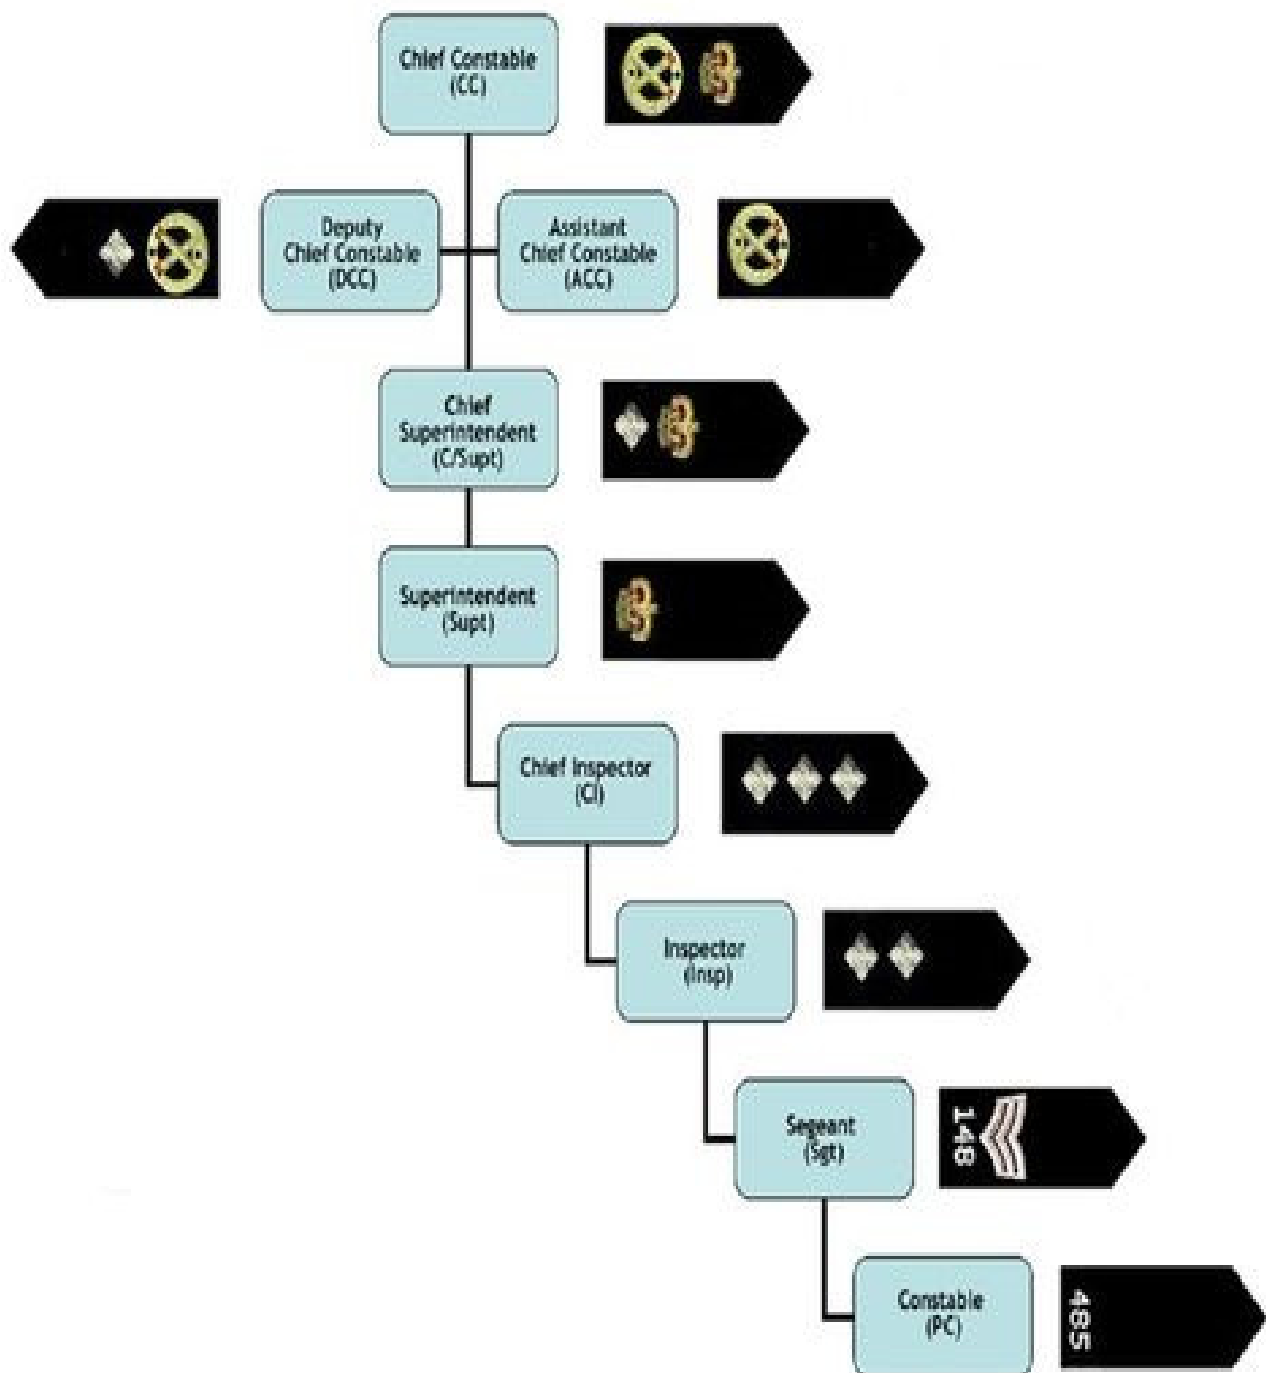 Chief Constable
(CC)
Deputy
Chief Constable
(DCC)
Assistant
Chief Constable
(ACC)
Chief
Superintendent
(C/Supt)
Superintendent
(Supt)
Chief Inspector
(CI)
Inspector
(Insp)
Segeant
(Sgt)
148
Constable
(PC)
485